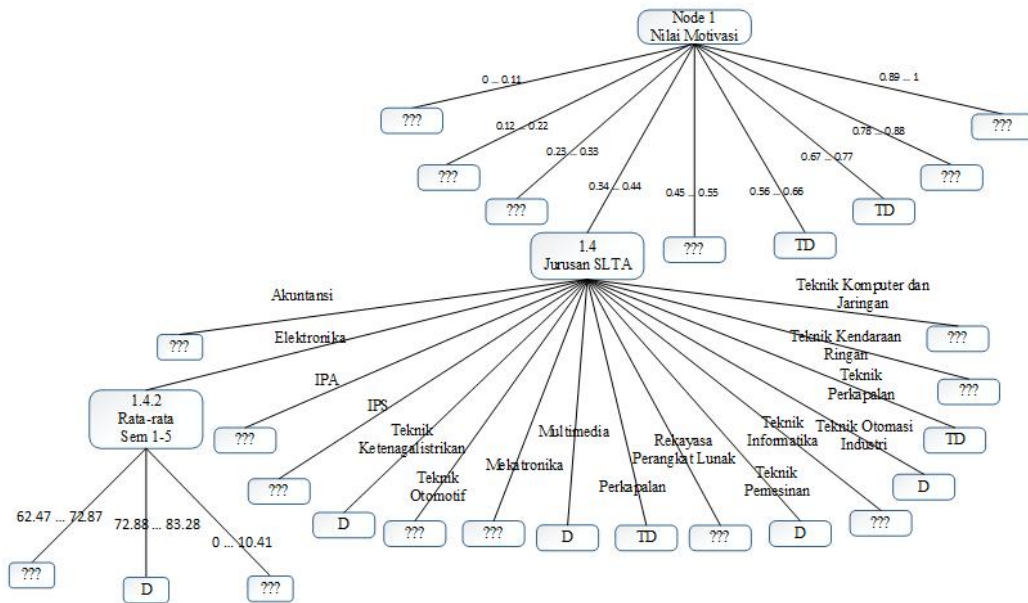 Node 1
Nilai Motivasi
0 ... 0.11
0.12 ... 0.22
0.23 ... 0.33
0.34 ... 0.44
0.45 ... 0.55
0.56 ... 0.66
0.67 ... 0.77
0.78 ... 0.88
0.89 ... 1
???
???
???
1.4
Jurusan SLTA
???
TD
TD
???
???
Akuntansi
Elektronika
IPA
IPS
Teknik
Ketenagalistrikan
Teknik
Otomotif
Mekatronika
Multimedia
Perkapalan
Rekayasa
Perangkat Lunak
Teknik
Pemesinan
Teknik
Informatika
Teknik Otomasi
Industri
Teknik
Perkapalan
Teknik Kendaraan
Ringan
Teknik Komputer dan
Jaringan
???
1.4.2
Rata-rata
Sem 1-5
???
???
D
???
???
D
TD
???
D
???
D
TD
???
???
62.47 ... 72.87
72.88 ... 83.28
0 ... 10.41
???
D
???